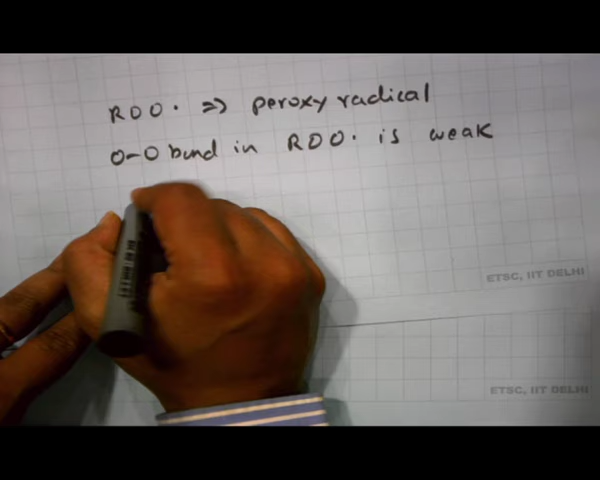 ROO· => peroxy radical
O-O bond in ROO· is weak
ETSC, IIT DELHI
ETSC, IIT DELHI